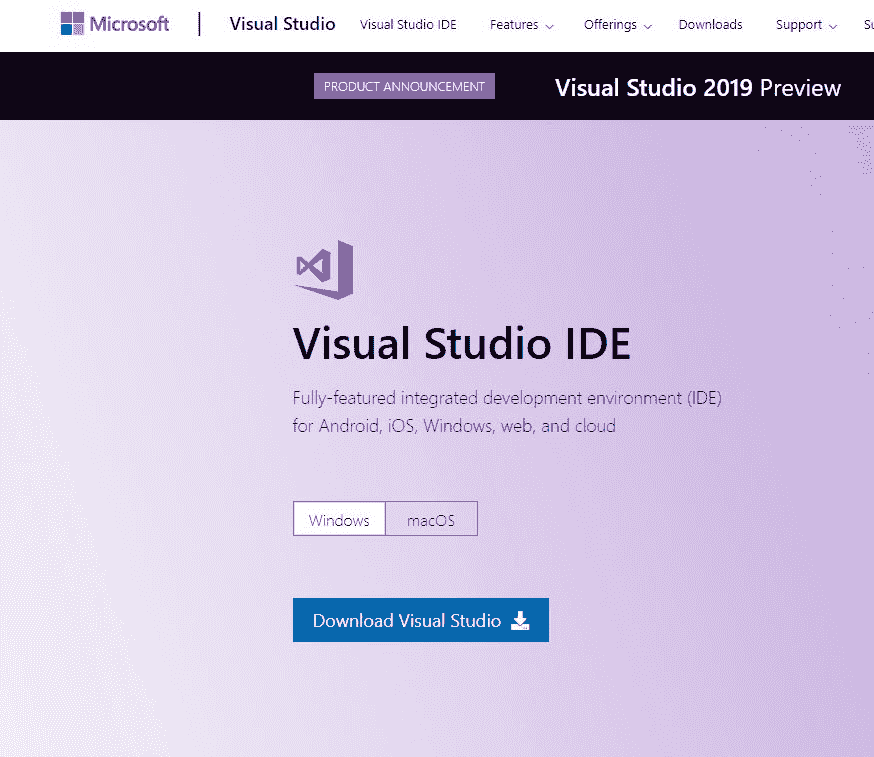 Microsoft Visual Studio Visual Studio IDE Features Offerings Downloads Support
PRODUCT ANNOUNCEMENT Visual Studio 2019 Preview
Visual Studio IDE
Fully-featured integrated development environment (IDE)
for Android, iOS, Windows, web, and cloud
Windows macOS
Download Visual Studio